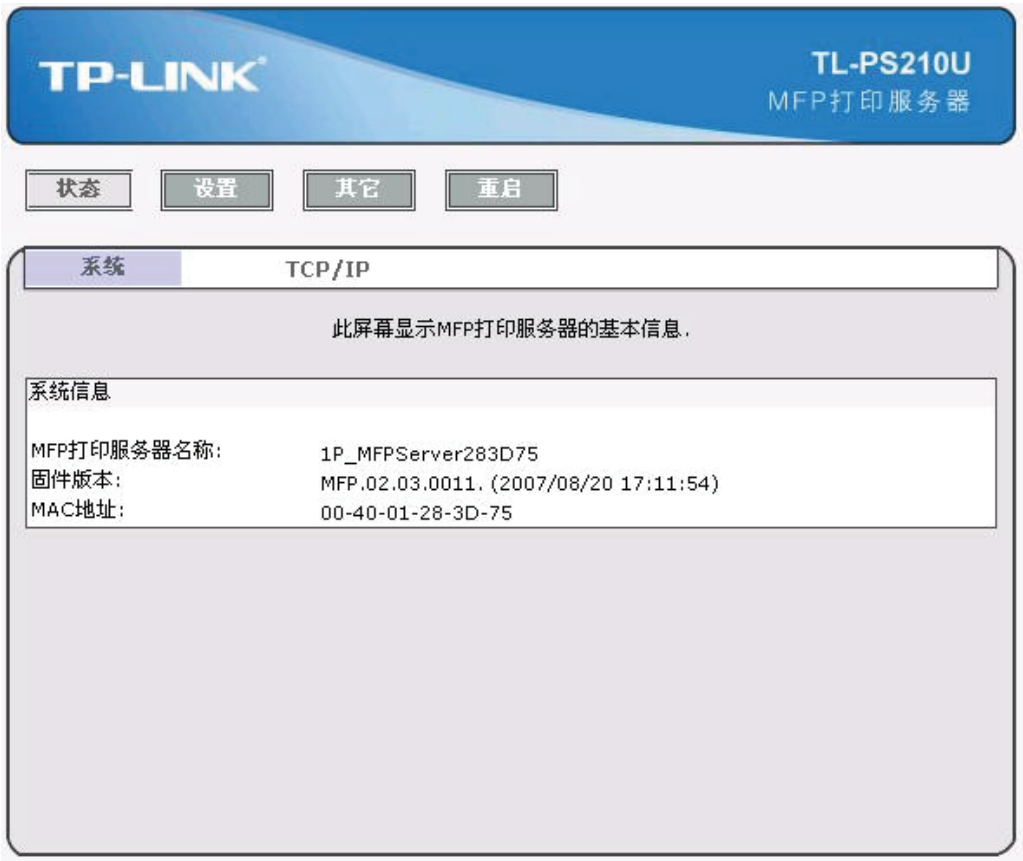 TP-LINK®
TL-PS210U
MFP打印服务器
状态 设置 其它 重启
系统 TCP/IP
此屏幕显示MFP打印服务器的基本信息.
系统信息
MFP打印服务器名称: 1P_MFPServer283D75
固件版本: MFP.02.03.0011. (2007/08/20 17:11:54)
MAC地址: 00-40-01-28-3D-75